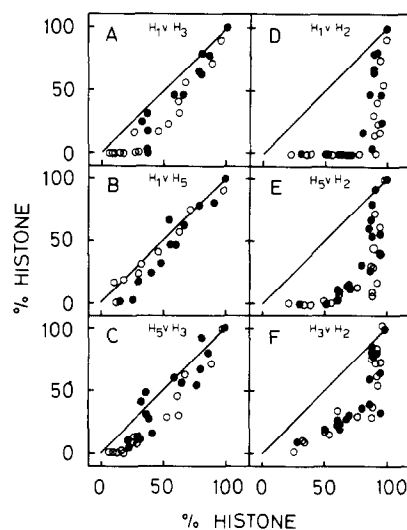 A H1 v H3
D H1 v H2
100
50
0
B H1 v H5
E H5 v H2
100
50
0
C H5 v H3
F H3 v H2
100
50
0
% HISTONE
0 50 100
0 50 100
% HISTONE